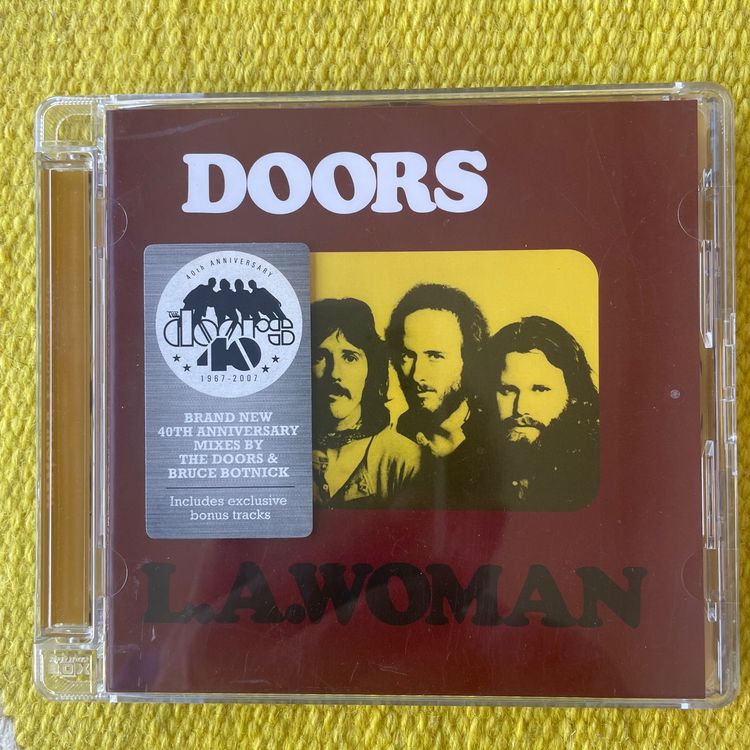 DOORS
40th ANNIVERSARY
THE
doors
40
1967-2007
BRAND NEW
40TH ANNIVERSARY
MIXES BY
THE DOORS &
BRUCE BOTNICK
Includes exclusive
bonus tracks
L.A.WOMAN